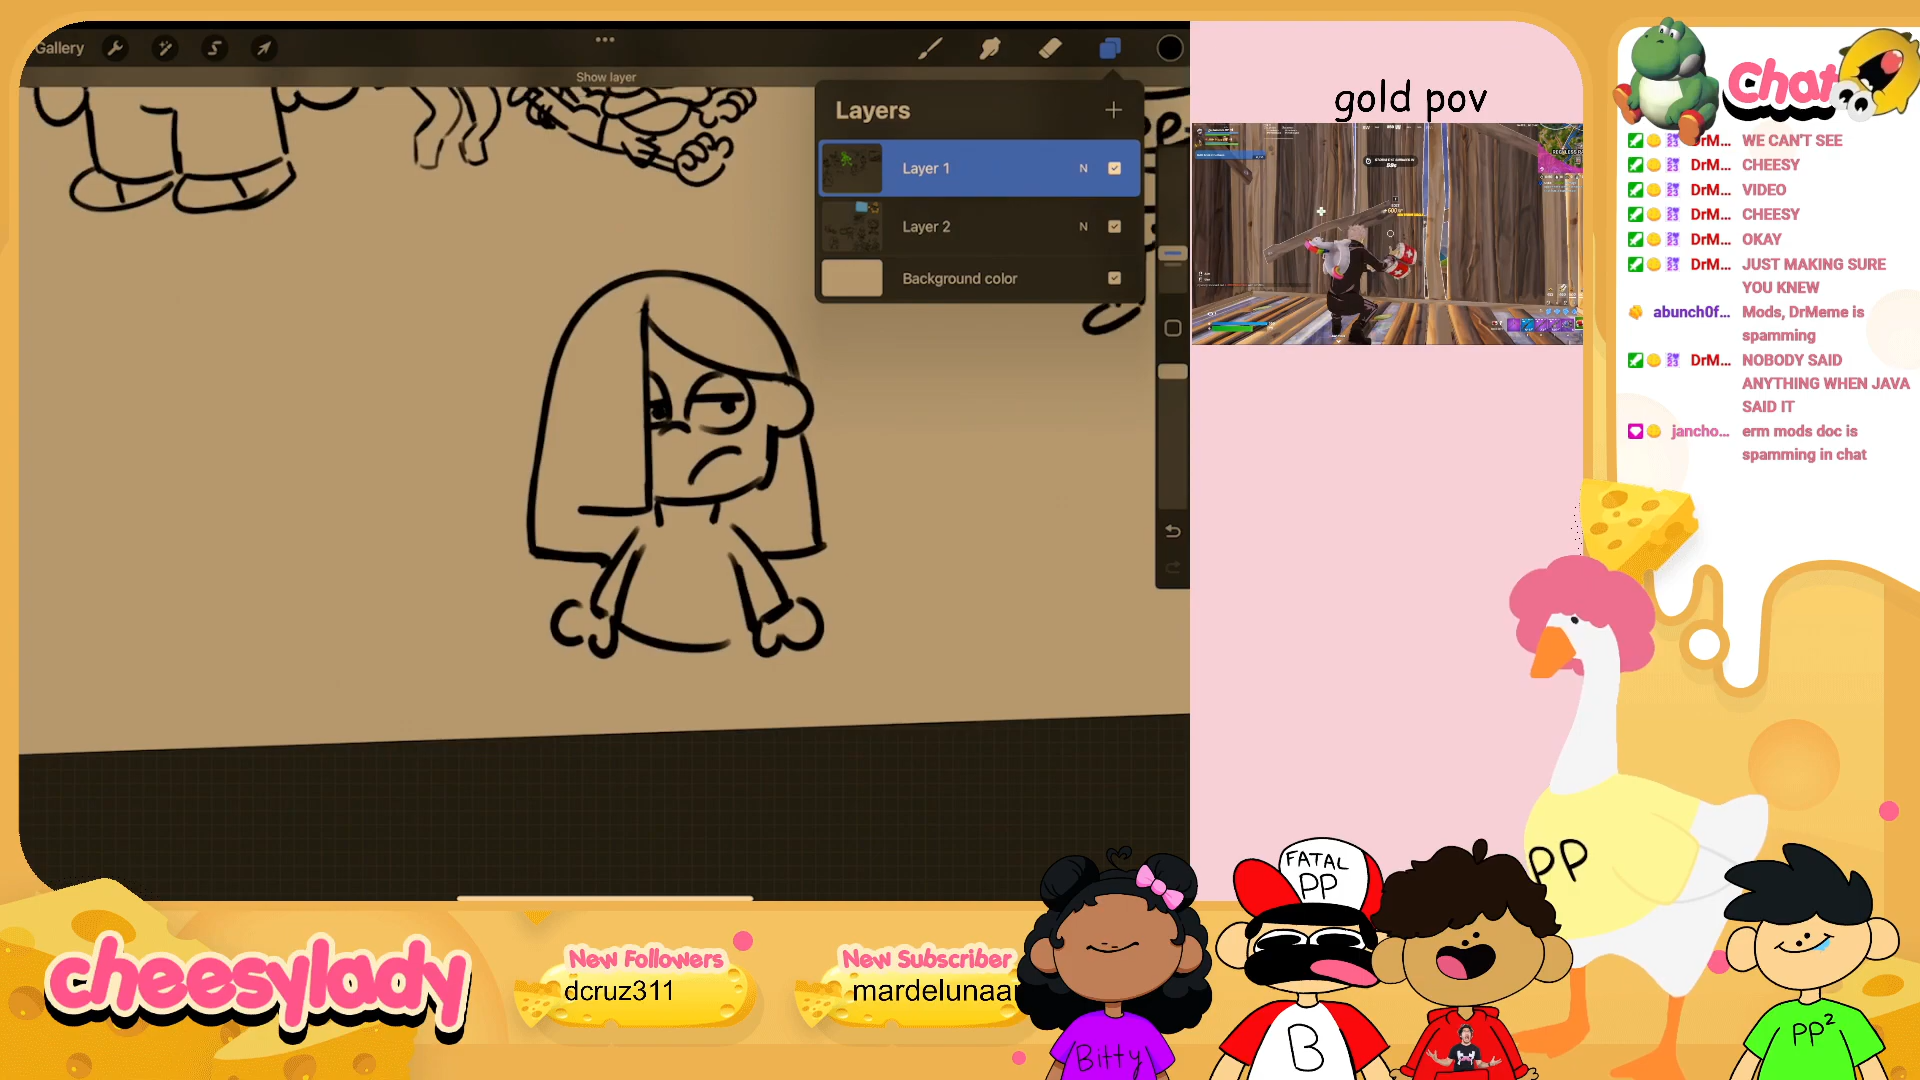 Gallery
Show layer
Layers
Layer 1
N
Layer 2
N
Background color
gold pov
Chat
DrM... WE CAN'T SEE
DrM... CHEESY
DrM... VIDEO
DrM... CHEESY
DrM... OKAY
DrM... JUST MAKING SURE
YOU KNEW
abunch0f... Mods, DrMeme is
spamming
DrM... NOBODY SAID
ANYTHING WHEN JAVA
SAID IT
jancho... erm mods doc is
spamming in chat
PP
FATAL
PP
B
Bitty
PP²
cheesylady
New Followers
dcruz311
New Subscriber
mardelunaar